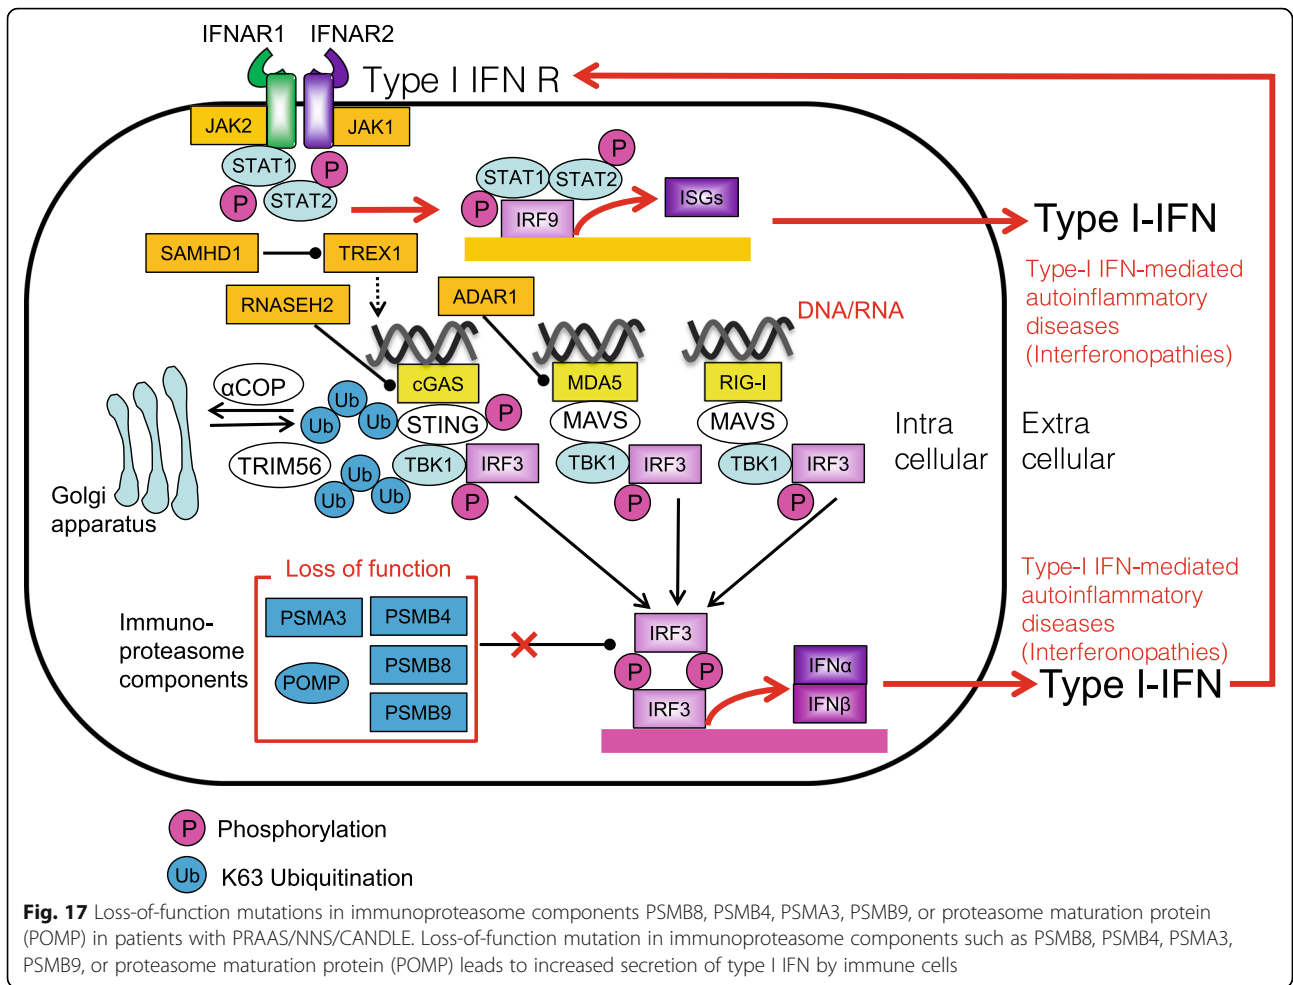 IFNAR1 IFNAR2
Type I IFN R
JAK2 JAK1
STAT1 P
P STAT2
P
STAT1 STAT2
P IRF9
ISGs
Type I-IFN
Type-I IFN-mediated
autoinflammatory
diseases
(Interferonopathies)
SAMHD1 TREX1
RNASEH2 ADAR1
DNA/RNA
cGAS MDA5 RIG-I
αCOP
Ub
Ub Ub
STING P MAVS MAVS
TRIM56
TBK1 IRF3 TBK1 IRF3 TBK1 IRF3
Ub
Ub Ub
P P P
Golgi
apparatus
Intra
cellular
Extra
cellular
Loss of function
Immuno-
proteasome
components
PSMA3 PSMB4
POMP PSMB8
PSMB9
IRF3
P P
IRF3
IFNα
IFNβ
Type-I IFN-mediated
autoinflammatory
diseases
(Interferonopathies)
Type I-IFN
P Phosphorylation
Ub K63 Ubiquitination
Fig. 17 Loss-of-function mutations in immunoproteasome components PSMB8, PSMB4, PSMA3, PSMB9, or proteasome maturation protein
(POMP) in patients with PRAAS/NNS/CANDLE. Loss-of-function mutation in immunoproteasome components such as PSMB8, PSMB4, PSMA3,
PSMB9, or proteasome maturation protein (POMP) leads to increased secretion of type I IFN by immune cells